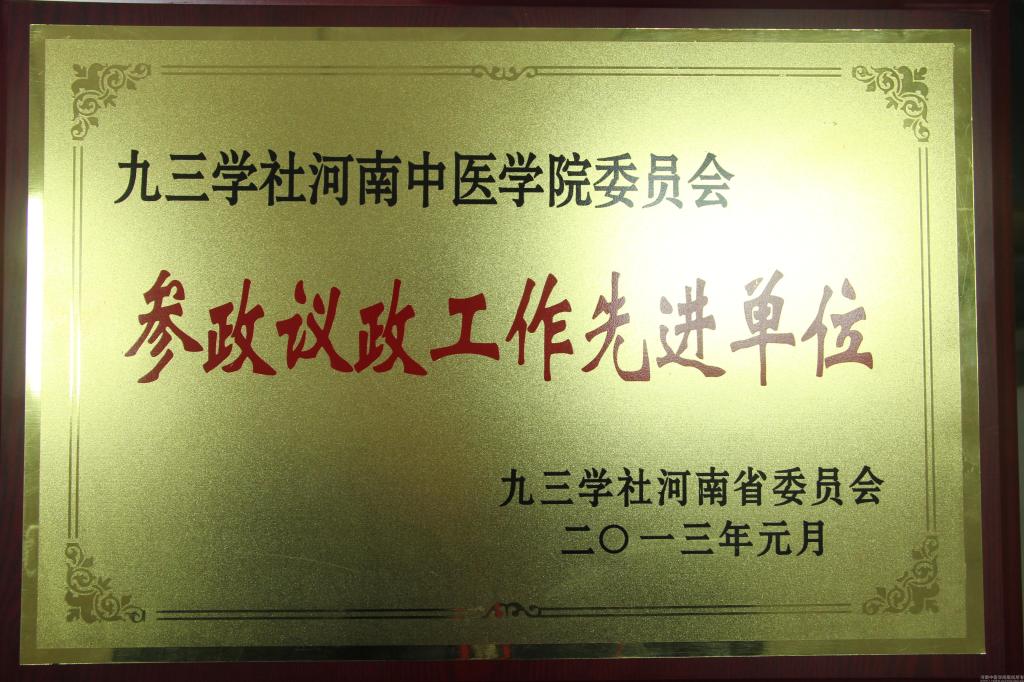 九三学社河南中医学院委员会
参政议政工作先进单位
九三学社河南省委员会
二〇一三年元月